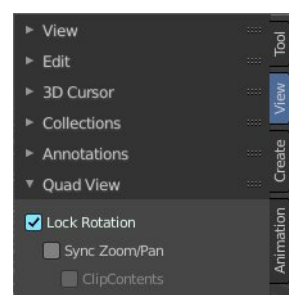 View
Edit
3D Cursor
Collections
Annotations
Quad View
Lock Rotation
Sync Zoom/Pan
ClipContents
Tool
View
Create
Animation